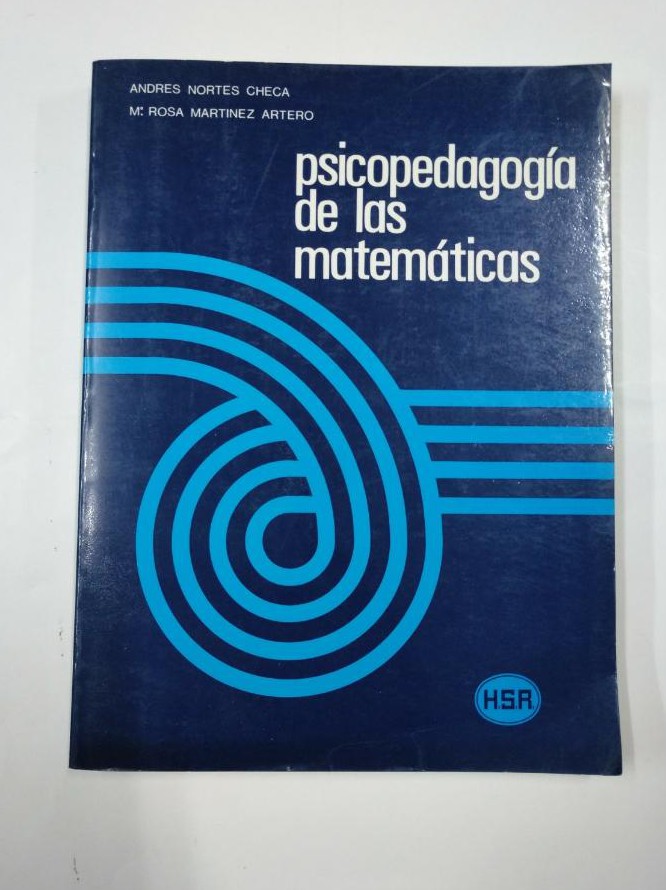 ANDRES NORTES CHECA
Mª. ROSA MARTINEZ ARTERO
psicopedagogía
de las
matemáticas
H.S.R.